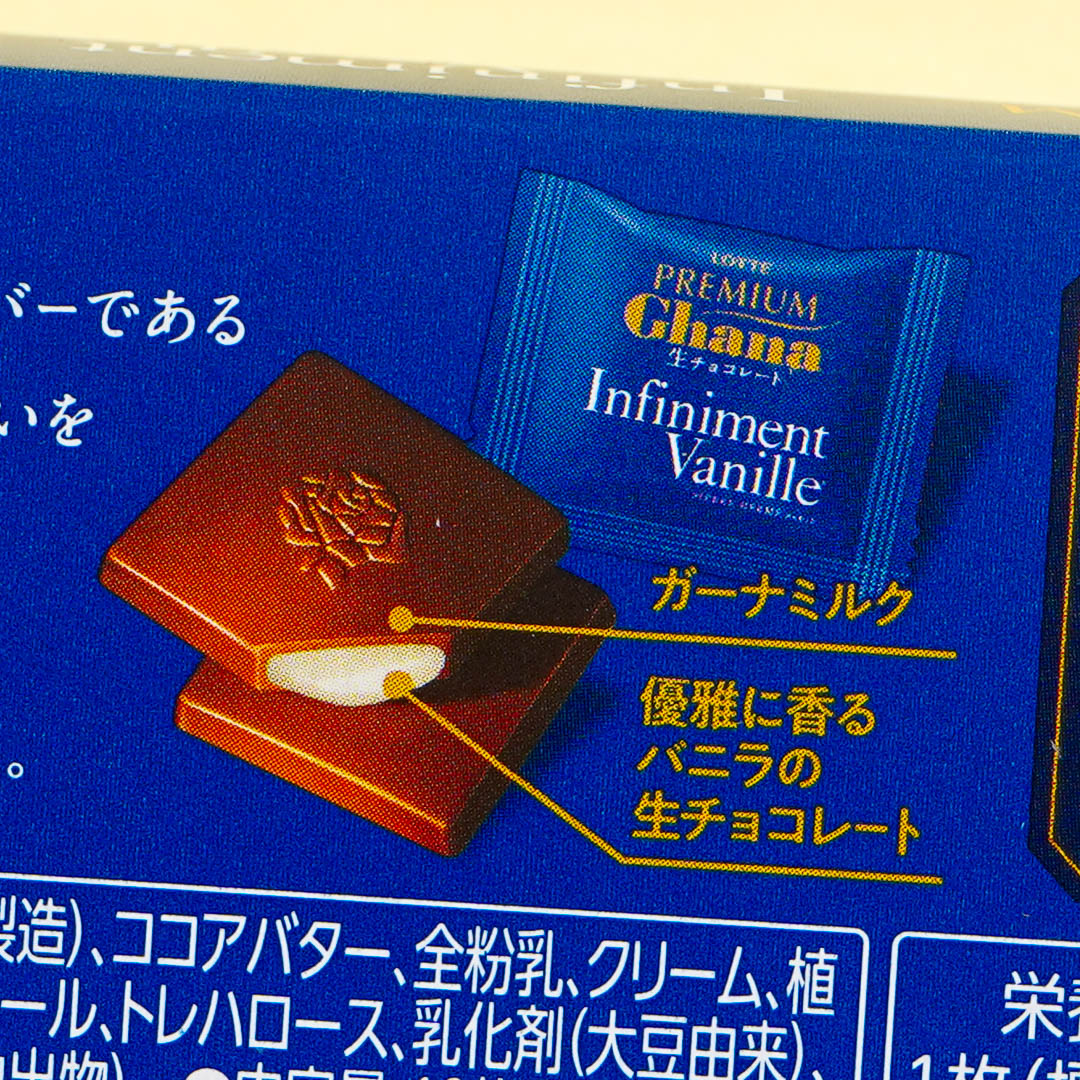 バーである
いを
。
LOTTE
PREMIUM
Ghana
生チョコレート
Infiniment
Vanille
ガーナミルク
優雅に香る
バニラの
生チョコレート
製造)、ココアバター、全粉乳、クリーム、植
ール、トレハロース、乳化剤(大豆由来)、
出物)
栄養
1枚(標